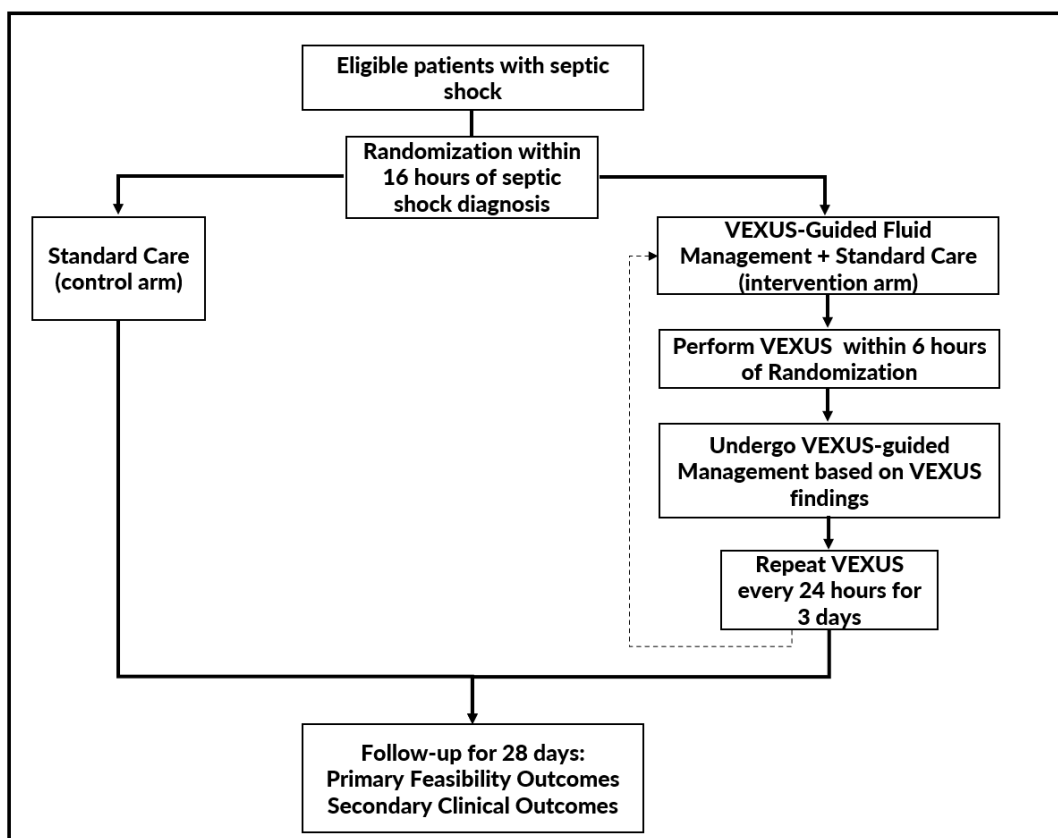 Eligible patients with septic
shock
Randomization within
16 hours of septic
shock diagnosis
Standard Care
(control arm)
VEXUS-Guided Fluid
Management + Standard Care
(intervention arm)
Perform VEXUS within 6 hours
of Randomization
Undergo VEXUS-guided
Management based on VEXUS
findings
Repeat VEXUS
every 24 hours for
3 days
Follow-up for 28 days:
Primary Feasibility Outcomes
Secondary Clinical Outcomes